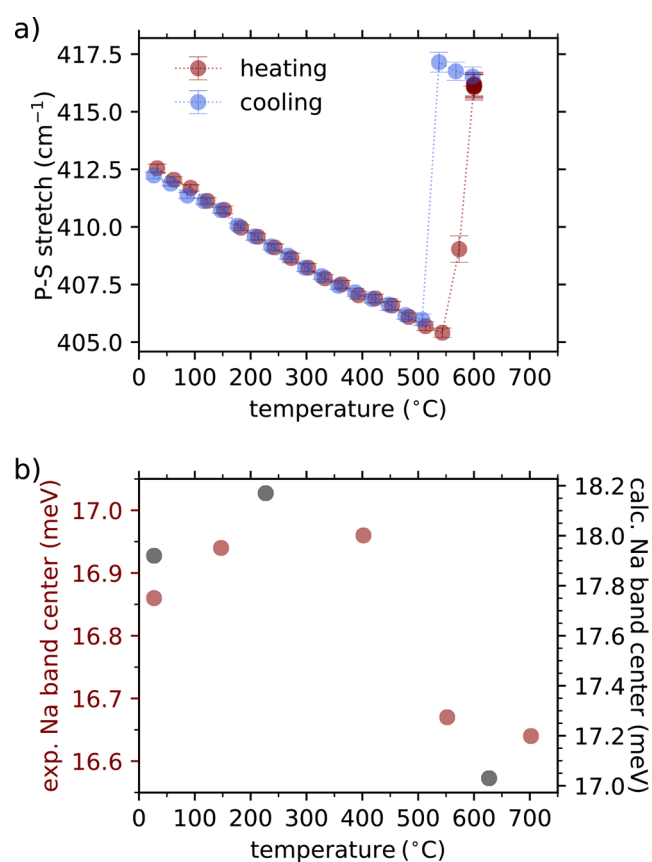 a)
P-S stretch (cm⁻¹)
417.5
415.0
412.5
410.0
407.5
405.0
heating
cooling
0 100 200 300 400 500 600 700
temperature (°C)
b)
exp. Na band center (meV)
17.0
16.9
16.8
16.7
16.6
18.2
18.0
17.8
17.6
17.4
17.2
17.0
calc. Na band center (meV)
0 100 200 300 400 500 600 700
temperature (°C)